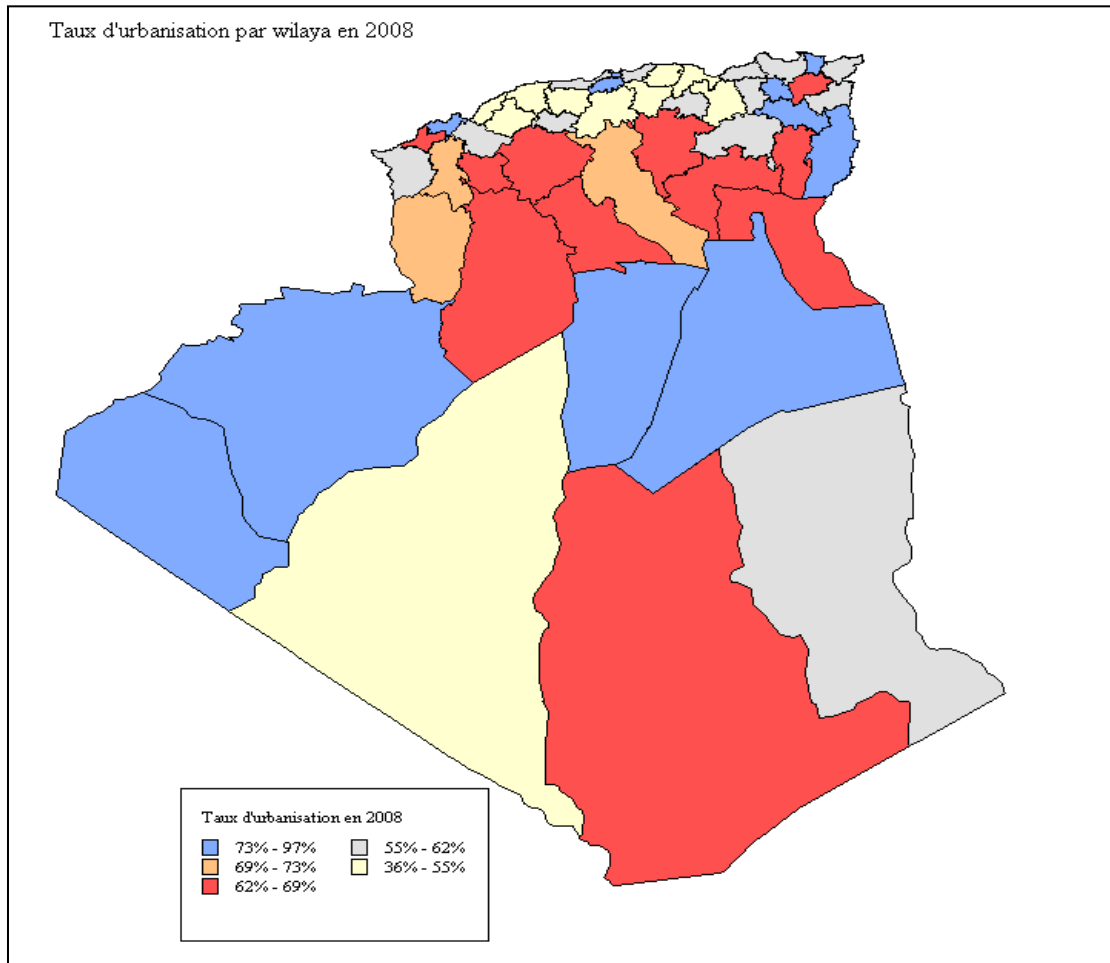 Taux d'urbanisation par wilaya en 2008
Taux d'urbanisation en 2008
73% - 97%
69% - 73%
62% - 69%
55% - 62%
36% - 55%